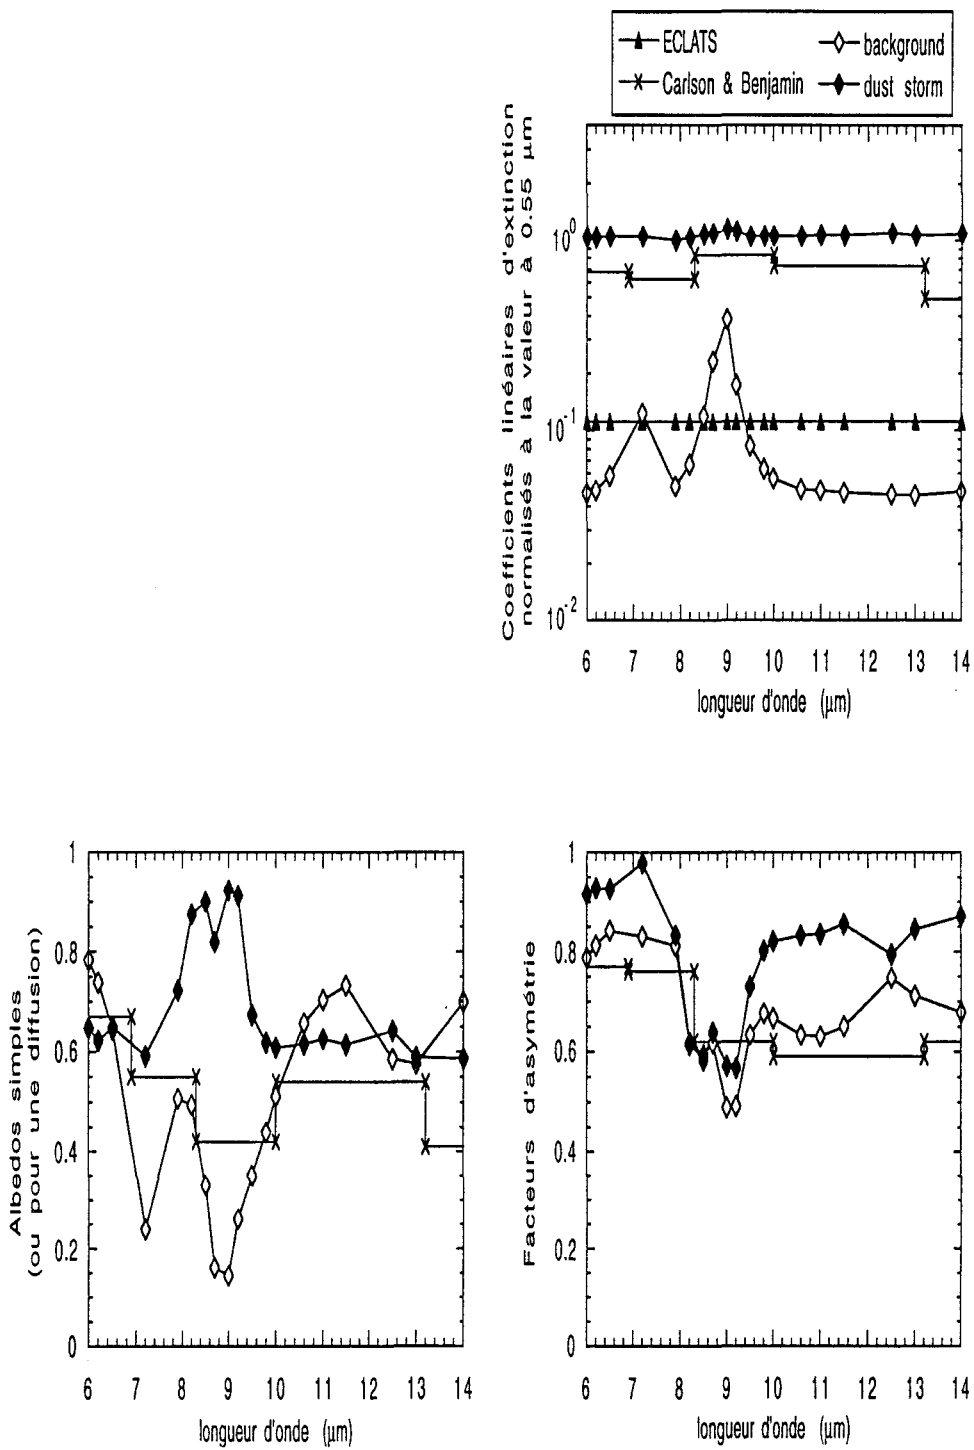 ECLATS
background
Carlson & Benjamin
dust storm
Coefficients linéaires d'extinction
normalisés à la valeur à 0.55 µm
10^0
10^-1
10^-2
6 7 8 9 10 11 12 13 14
longueur d'onde (µm)
Albedos simples
(ou pour une diffusion)
1
0.8
0.6
0.4
0.2
0
6 7 8 9 10 11 12 13 14
longueur d'onde (µm)
Facteurs d'asymétrie
1
0.8
0.6
0.4
0.2
0
6 7 8 9 10 11 12 13 14
longueur d'onde (µm)